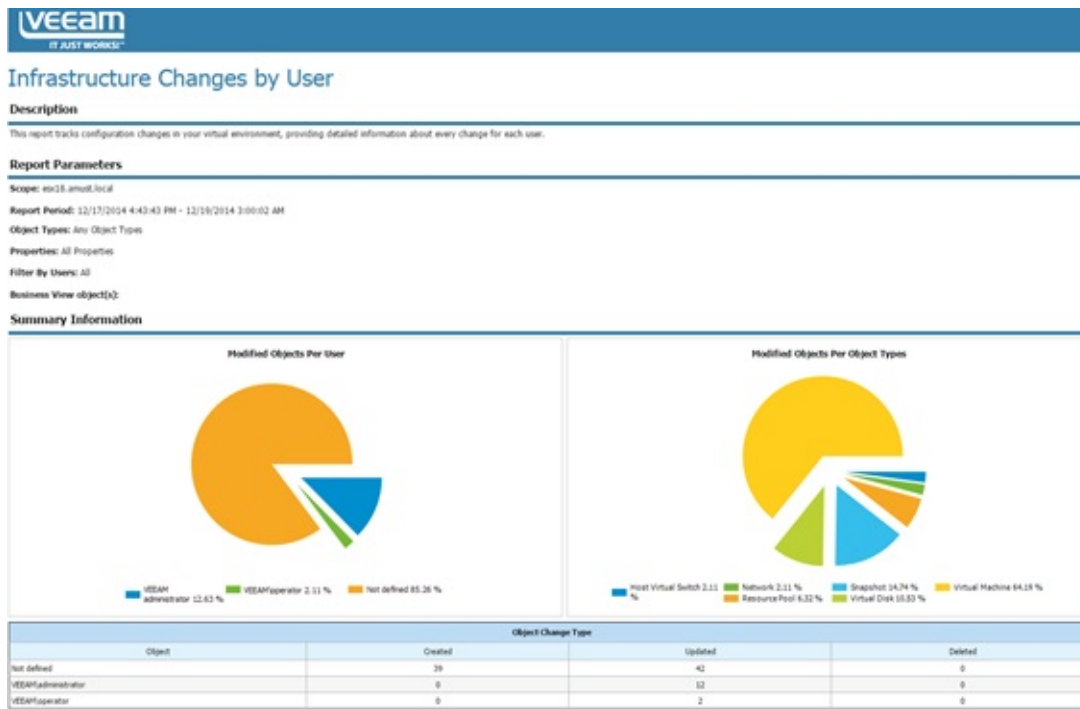 veeam
IT JUST WORKS!™
Infrastructure Changes by User
Description
This report tracks configuration changes in your virtual environment, providing detailed information about every change for each user.
Report Parameters
Scope: esx18.amust.local
Report Period: 12/17/2014 4:43:43 PM - 12/19/2014 3:00:02 AM
Object Types: Any Object Types
Properties: All Properties
Filter By Users: All
Business View object(s):
Summary Information
Modified Objects Per User
VEEAM administrator 12.63 %
VEEAM\operator 2.11 %
Not defined 85.26 %
Modified Objects Per Object Types
Host Virtual Switch 2.11 %
Network 2.11 %
Snapshot 14.74 %
Virtual Machine 64.19 %
Resource Pool 6.32 %
Virtual Disk 10.53 %
Object Change Type
Object Created Updated Deleted
Not defined 39 42 0
VEEAM\administrator 0 12 0
VEEAM\operator 0 2 0